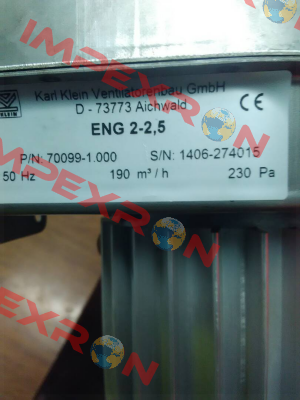 Karl Klein Ventilatorenbau GmbH
D - 73773 Aichwald
KLEIN
CE
ENG 2-2,5
P/N: 70099-1.000 S/N: 1406-274015
50 Hz 190 m³ / h 230 Pa
IMPEXRON
IMPEXRON
IMPEXRON